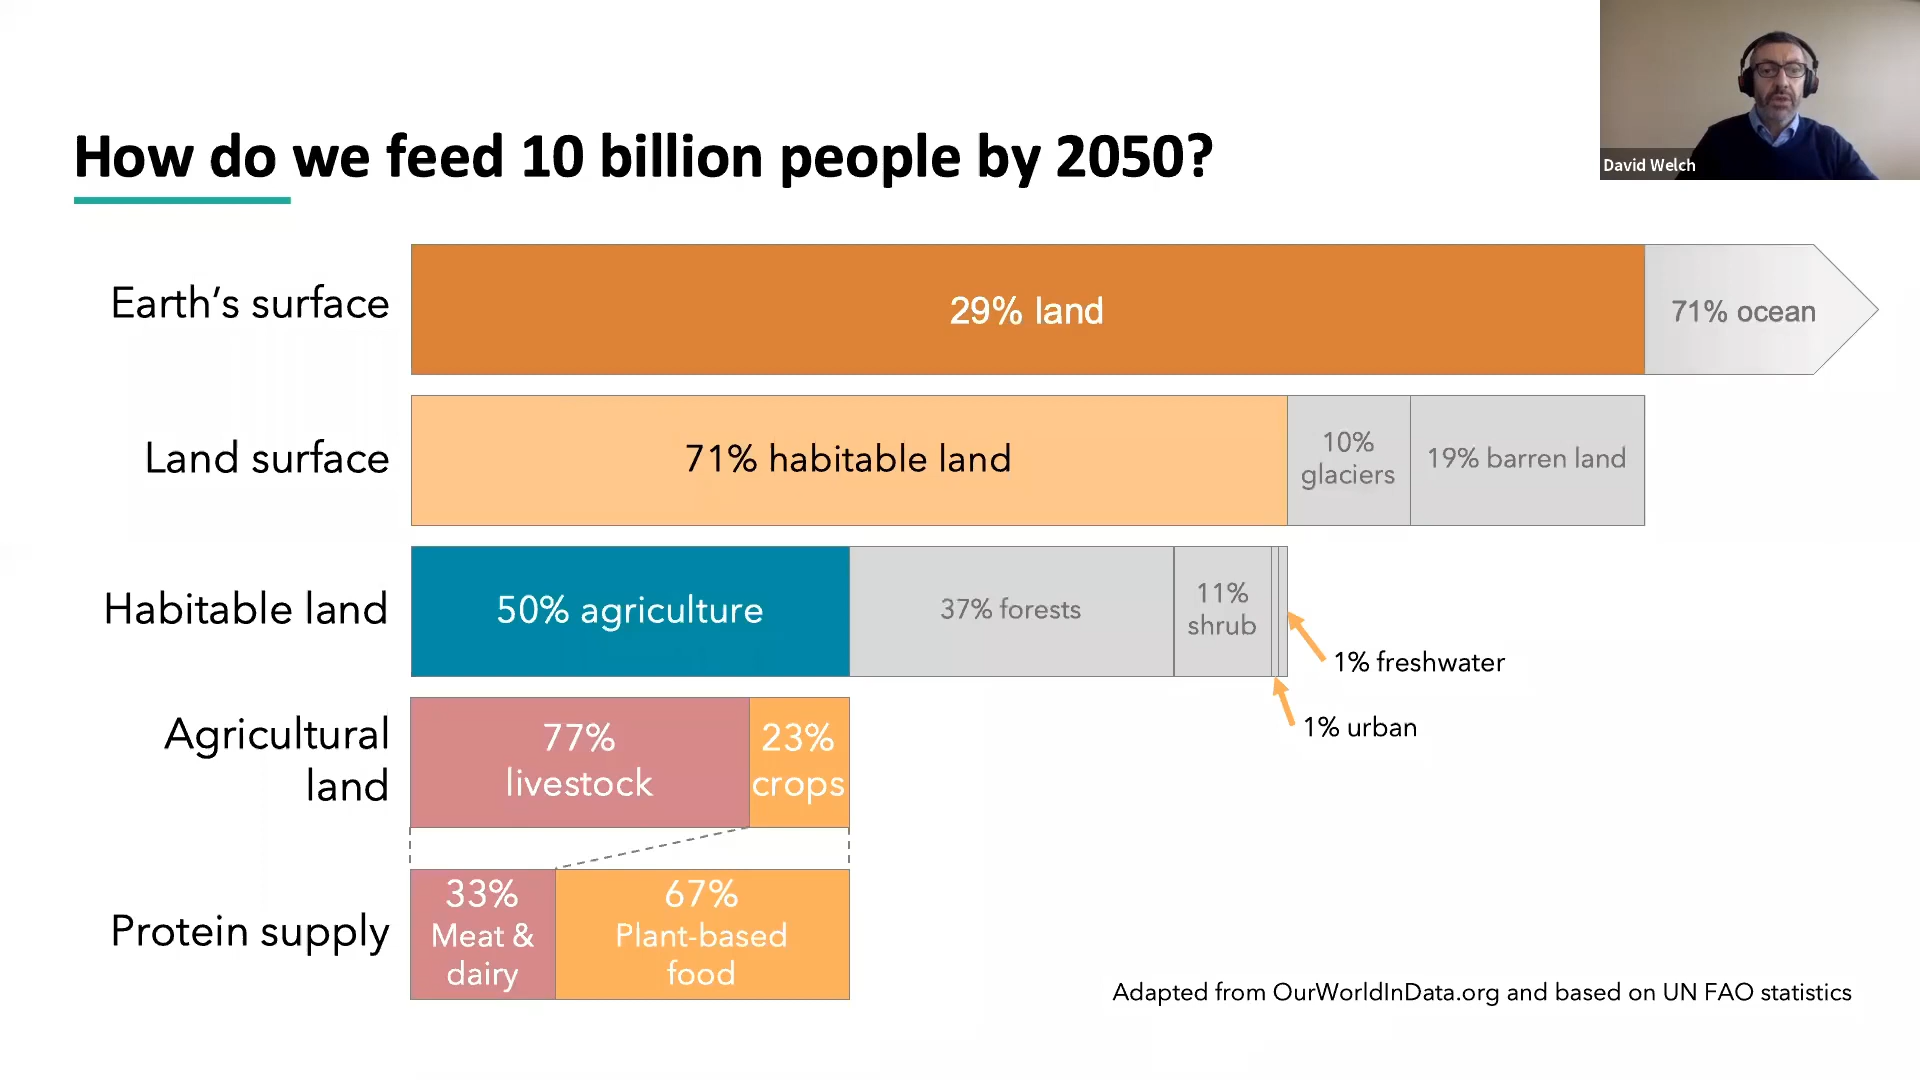 David Welch
How do we feed 10 billion people by 2050?
Earth’s surface
29% land
71% ocean
Land surface
71% habitable land
10%
glaciers
19% barren land
Habitable land
50% agriculture
37% forests
11%
shrub
1% freshwater
1% urban
Agricultural
land
77%
livestock
23%
crops
Protein supply
33%
Meat &
dairy
67%
Plant-based
food
Adapted from OurWorldInData.org and based on UN FAO statistics